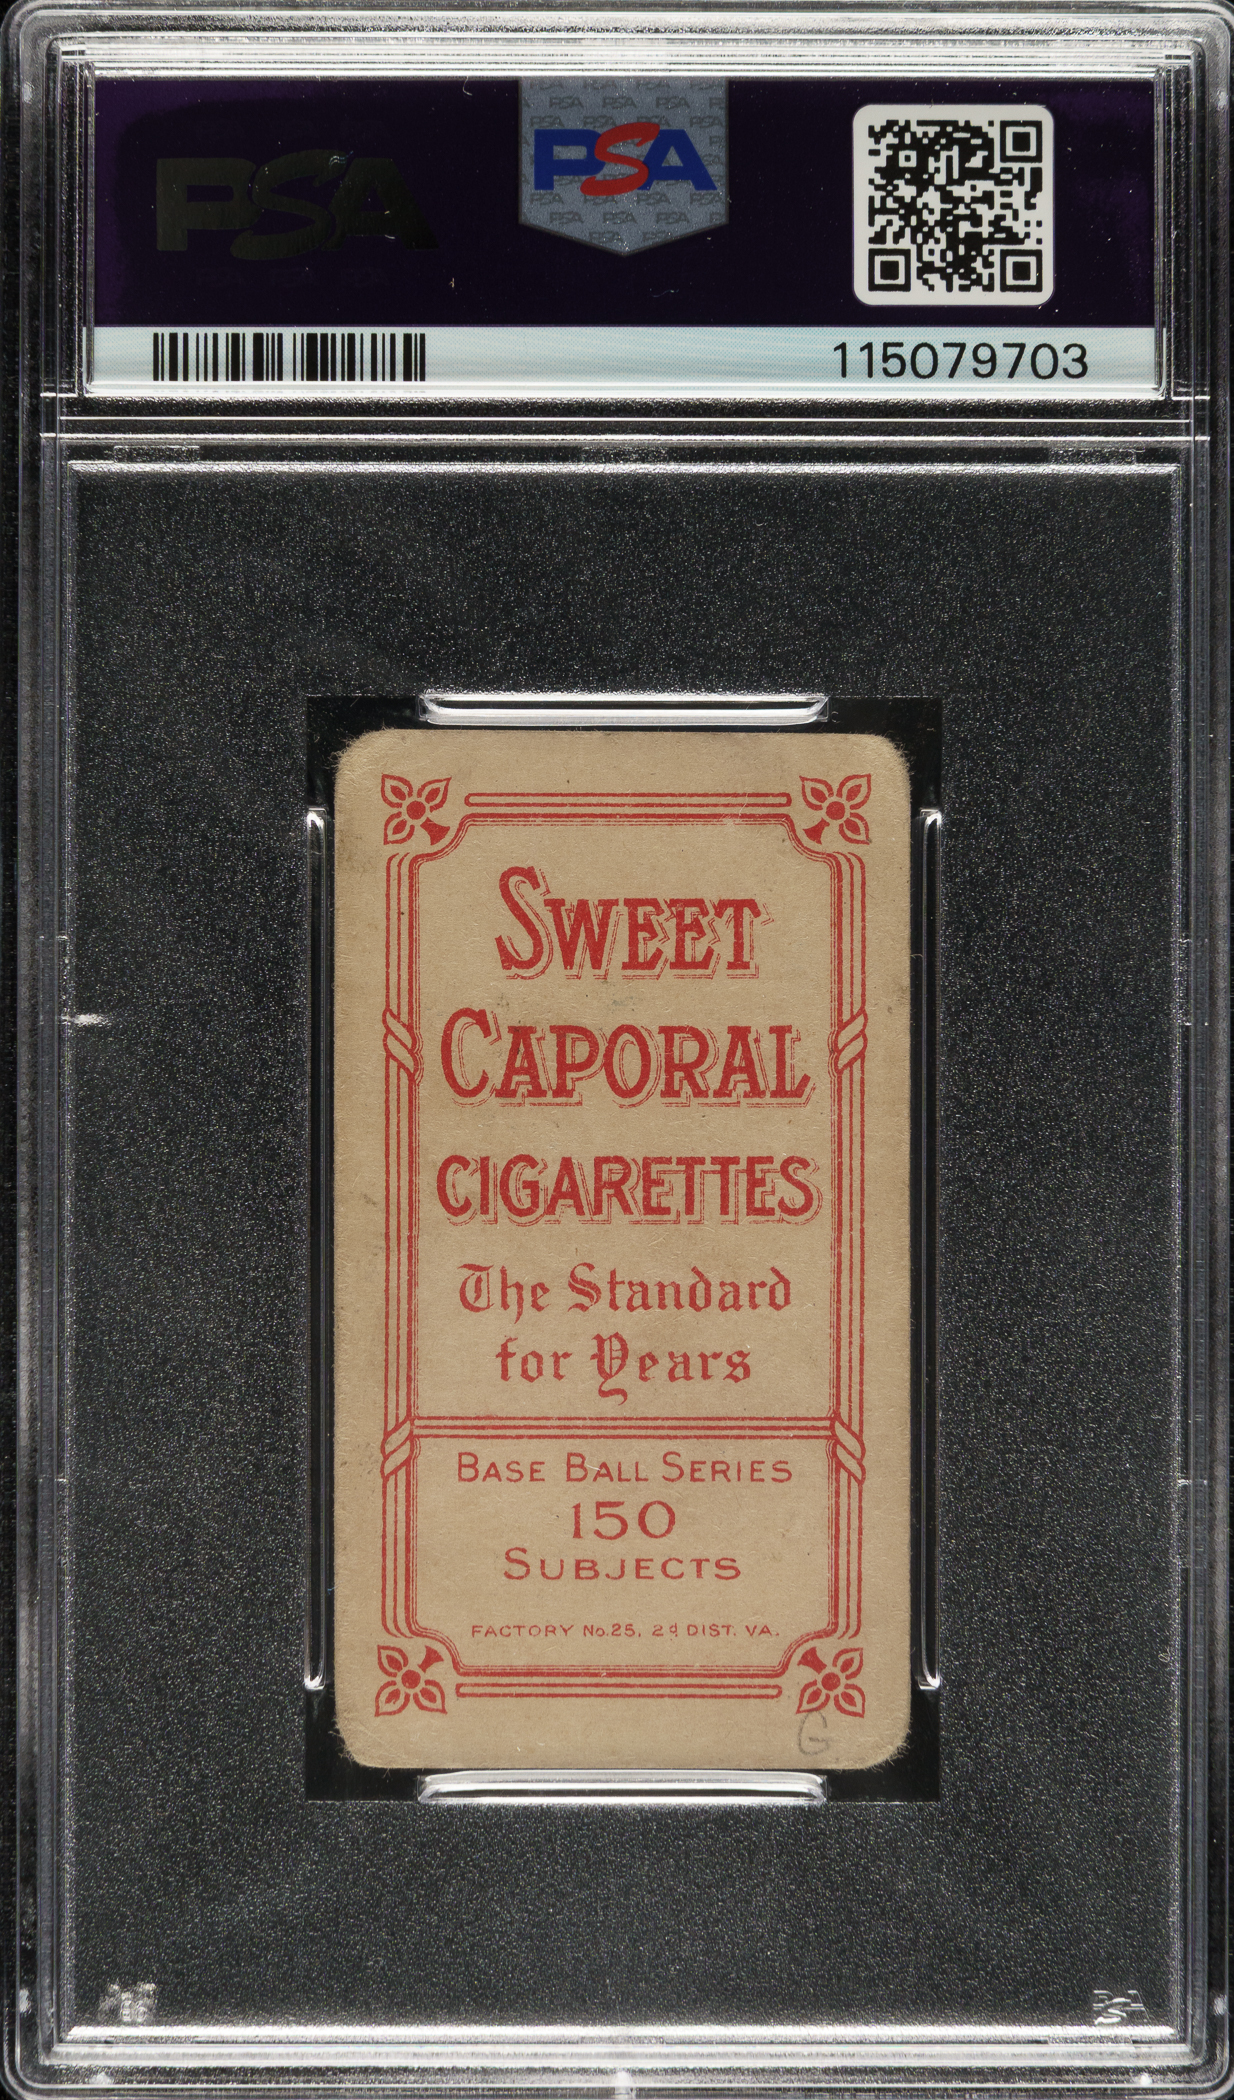 PSA
PSA
115079703
SWEET
CAPORAL
CIGARETTES
The Standard
for Years
BASE BALL SERIES
150
SUBJECTS
FACTORY No. 25, 2d DIST. VA.
G